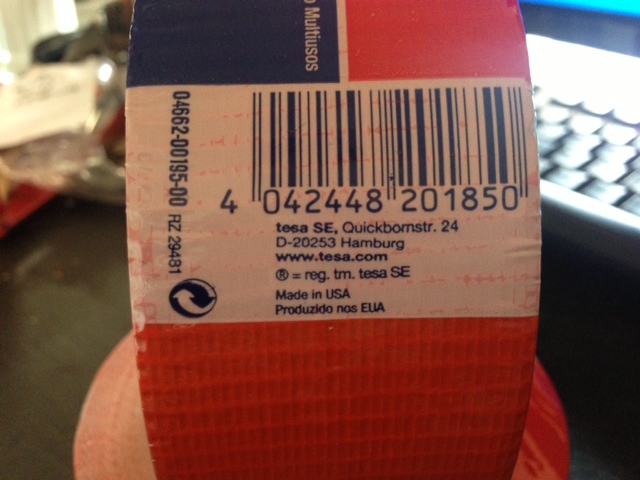 o Multiusos
04662-00195-00 RZ 29481
4 042448 201850
tesa SE, Quickbornstr. 24
D-20253 Hamburg
www.tesa.com
® = reg. tm. tesa SE
Made in USA
Produzido nos EUA